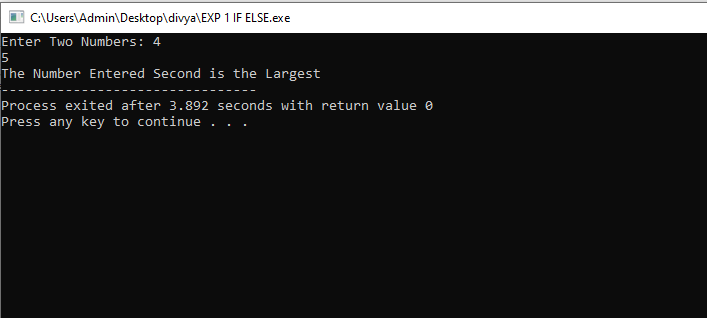 C:\Users\Admin\Desktop\divya\EXP 1 IF ELSE.exe
Enter Two Numbers: 4
5
The Number Entered Second is the Largest
--------------------------------
Process exited after 3.892 seconds with return value 0
Press any key to continue . . .